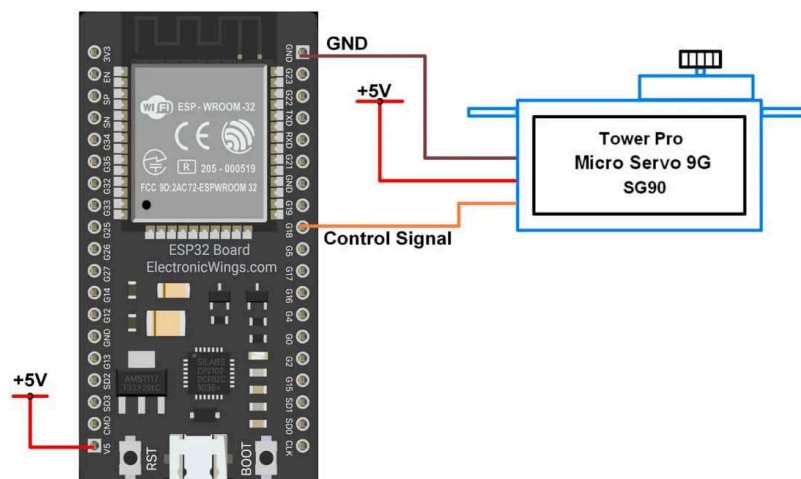 GND
+5V
Tower Pro
Micro Servo 9G
SG90
Control Signal
+5V
3V3
EN
SP
SN
G34
G35
G32
G33
G25
G26
G27
G14
G12
GND
G13
SD2
SD3
CMD
V5
GND
G23
G22
TXD
RXD
G21
GND
G19
G18
G5
G17
G16
G4
G0
G2
G15
SD1
SD0
CLK
WiFi
ESP-WROOM-32
CE
R 205-000519
FCC 9D:2AC72-ESPWROOM 32
ESP32 Board
ElectronicWings.com
AMS1117
SILABS
CP2102
RST
BOOT